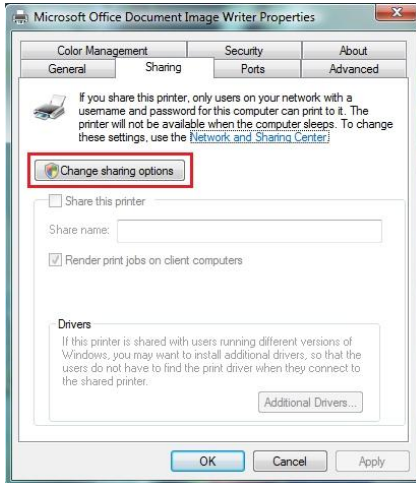 Microsoft Office Document Image Writer Properties
Color Management Security About
General Sharing Ports Advanced
If you share this printer, only users on your network with a
username and password for this computer can print to it. The
printer will not be available when the computer sleeps. To change
these settings, use the Network and Sharing Center.
Change sharing options
Share this printer
Share name:
Render print jobs on client computers
Drivers
If this printer is shared with users running different versions of
Windows, you may want to install additional drivers, so that the
users do not have to find the print driver when they connect to
the shared printer.
Additional Drivers...
OK Cancel Apply